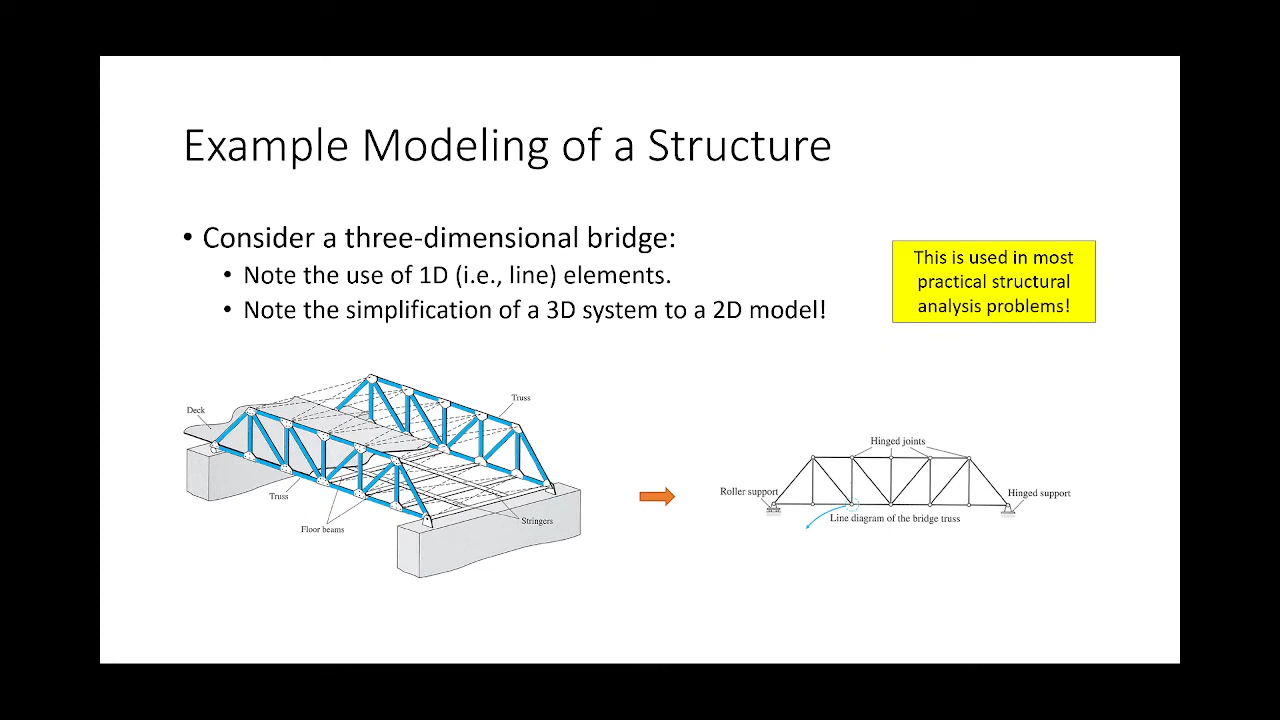 Example Modeling of a Structure
• Consider a three-dimensional bridge:
• Note the use of 1D (i.e., line) elements.
• Note the simplification of a 3D system to a 2D model!
This is used in most
practical structural
analysis problems!
Deck
Truss
Truss
Floor beams
Stringers
Hinged joints
Roller support
Hinged support
Line diagram of the bridge truss